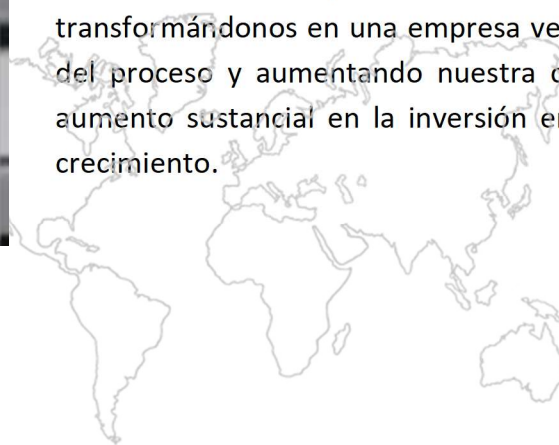 transformándonos en una empresa ve
del proceso y aumentando nuestra c
aumento sustancial en la inversión e
crecimiento.